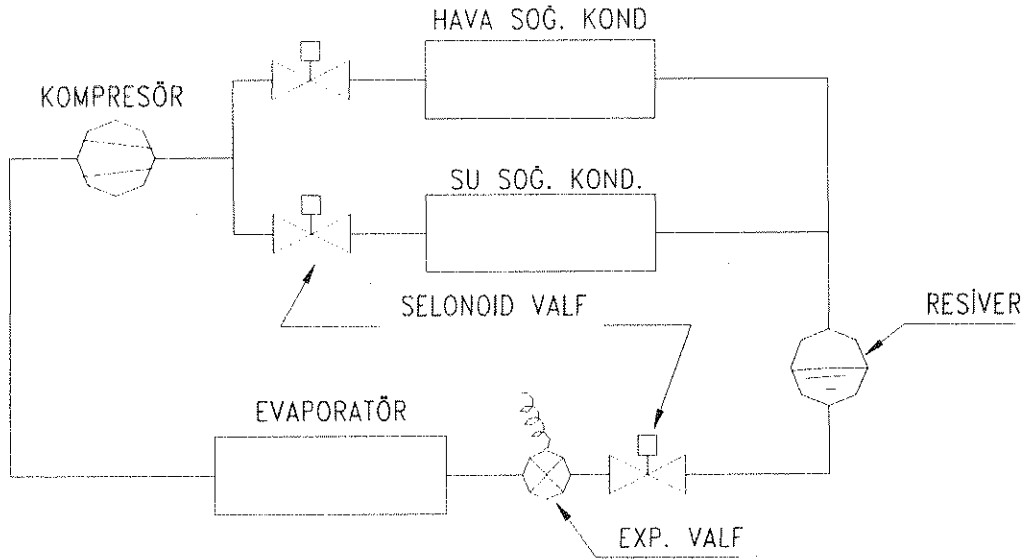 HAVA SOĞ. KOND
KOMPRESÖR
SU SOĞ. KOND.
SELONOID VALF
RESİVER
EVAPORATÖR
EXP. VALF